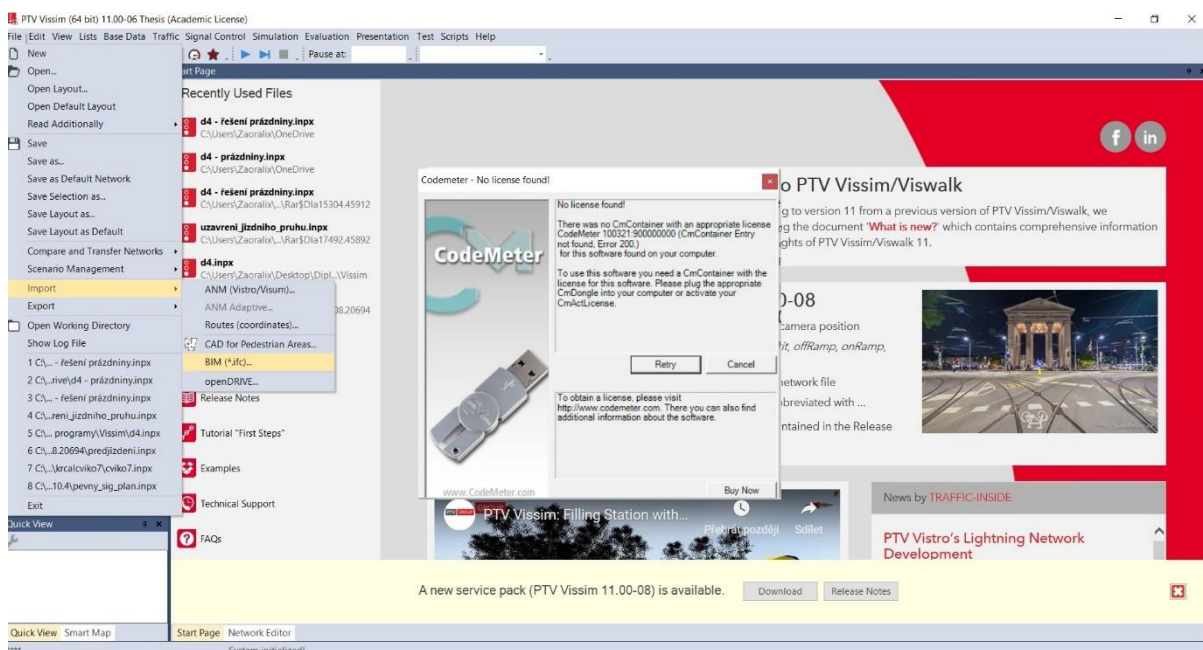 PTV Vissim (64 bit) 11.00-06 Thesis (Academic License)
File Edit View Lists Base Data Traffic Signal Control Simulation Evaluation Presentation Test Scripts Help
New
Pause at:
Open...
Open Layout...
Open Default Layout
Read Additionally
Save
Save as...
Save as Default Network
Save Selection as...
Save Layout as...
Save Layout as Default
Compare and Transfer Networks
Scenario Management
Import
Export
Open Working Directory
Show Log File
1 C:\... - řešení prázdniny.inpx
2 C:\...rive\d4 - prázdniny.inpx
3 C:\... - řešení prázdniny.inpx
4 C:\...reni_jizdniho_pruhu.inpx
5 C:\... programy\Vissim\d4.inpx
6 C:\...8.20694\predjizdeni.inpx
7 C:\...\krcalcviko7\cviko7.inpx
8 C:\...10.4\pevny_sig_plan.inpx
Exit
ANM (Vistro/Visum)...
ANM Adaptive...
Routes (coordinates)...
CAD for Pedestrian Areas...
BIM (*.ifc)...
openDRIVE...
art Page
Recently Used Files
d4 - řešení prázdniny.inpx
C:\Users\Zaoralix\OneDrive
d4 - prázdniny.inpx
C:\Users\Zaoralix\OneDrive
d4 - řešení prázdniny.inpx
C:\Users\Zaoralix\...\Rar$DIa15304.45912
uzavreni_jizdniho_pruhu.inpx
C:\Users\Zaoralix\...\Rar$DIa17492.45892
d4.inpx
C:\Users\Zaoralix\Desktop\Dipl...\Vissim
08.20694
Release Notes
Tutorial "First Steps"
Examples
Technical Support
FAQs
Codemeter - No license found!
CodeMeter
www.CodeMeter.com
No license found!
There was no CmContainer with an appropriate license
CodeMeter 100321:900000000 (CmContainer Entry
not found, Error 200.)
for this software found on your computer.
To use this software you need a CmContainer with the
license for this software. Please plug the appropriate
CmDongle into your computer or activate your
CmActLicense.
Retry Cancel
To obtain a license, please visit
http://www.codemeter.com. There you can also find
additional information about the software.
Buy Now
f in
o PTV Vissim/Viswalk
g to version 11 from a previous version of PTV Vissim/Viswalk, we
g the document 'What is new?' which contains comprehensive information
ghts of PTV Vissim/Viswalk 11.
0-08
camera position
it, offRamp, onRamp,
network file
bbreviated with ...
ntained in the Release
PTV Vissim: Filling Station with...
Přehrát později Sdílet
News by TRAFFIC-INSIDE
PTV Vistro's Lightning Network
Development
A new service pack (PTV Vissim 11.00-08) is available. Download Release Notes
Quick View
Quick View Smart Map
Start Page Network Editor
System initialized!